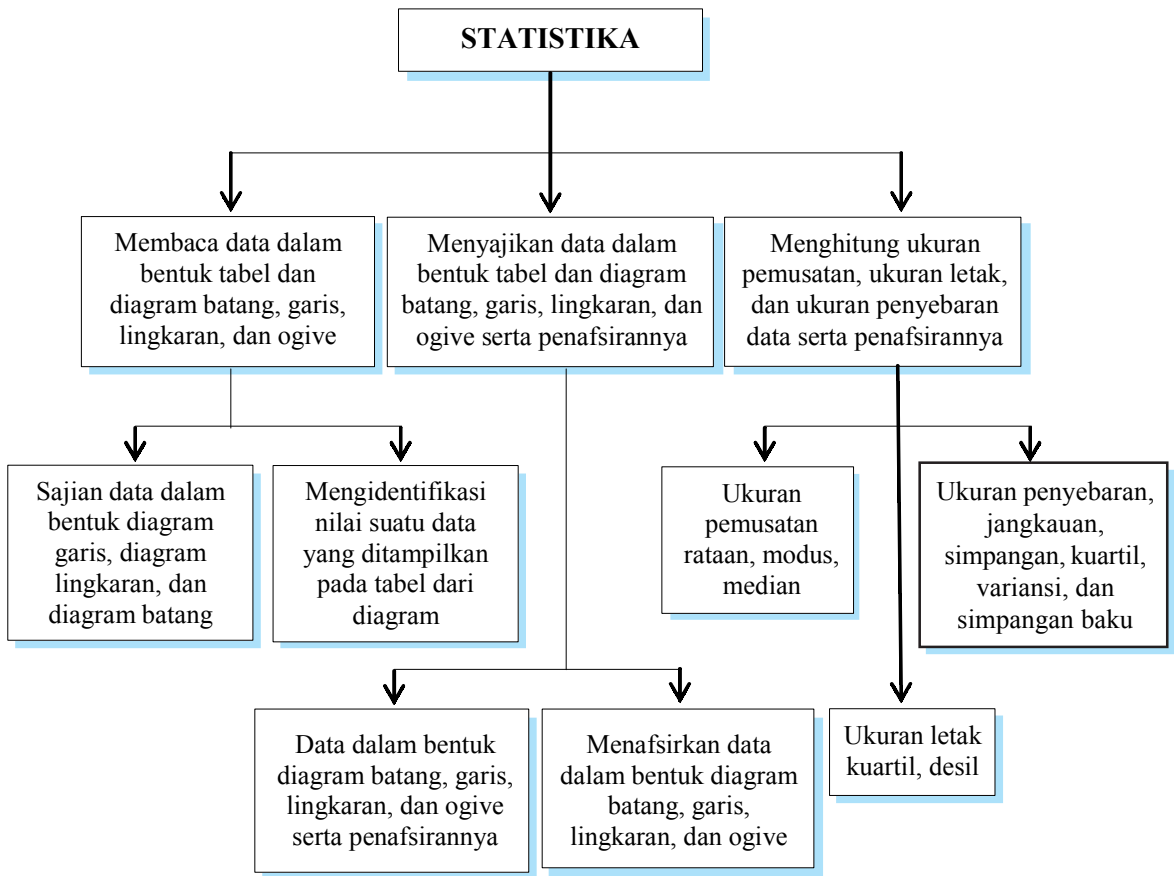 STATISTIKA
Membaca data dalam
bentuk tabel dan
diagram batang, garis,
lingkaran, dan ogive
Menyajikan data dalam
bentuk tabel dan diagram
batang, garis, lingkaran, dan
ogive serta penafsirannya
Menghitung ukuran
pemusatan, ukuran letak,
dan ukuran penyebaran
data serta penafsirannya
Sajian data dalam
bentuk diagram
garis, diagram
lingkaran, dan
diagram batang
Mengidentifikasi
nilai suatu data
yang ditampilkan
pada tabel dari
diagram
Ukuran
pemusatan
rataan, modus,
median
Ukuran penyebaran,
jangkauan,
simpangan, kuartil,
variansi, dan
simpangan baku
Data dalam bentuk
diagram batang, garis,
lingkaran, dan ogive
serta penafsirannya
Menafsirkan data
dalam bentuk diagram
batang, garis,
lingkaran, dan ogive
Ukuran letak
kuartil, desil